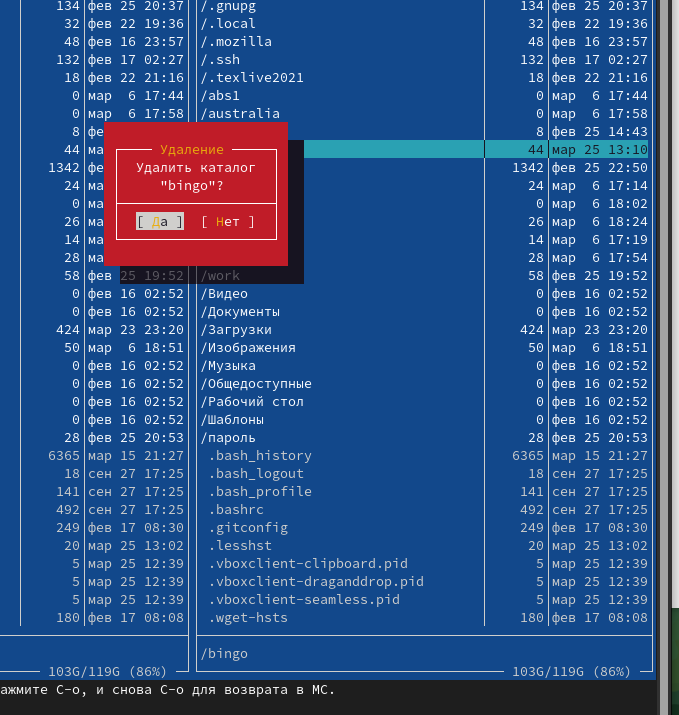 134 фев 25 20:37 /.gnupg 134 фев 25 20:37
32 фев 22 19:36 /.local 32 фев 22 19:36
48 фев 16 23:57 /.mozilla 48 фев 16 23:57
132 фев 17 02:27 /.ssh 132 фев 17 02:27
18 фев 22 21:16 /.texlive2021 18 фев 22 21:16
0 мар 6 17:44 /abs1 0 мар 6 17:44
0 мар 6 17:58 /australia 0 мар 6 17:58
8 фе 8 фев 25 14:43
44 ма Удаление 44 мар 25 13:10
1342 фе Удалить каталог 1342 фев 25 22:50
24 ма "bingo"? 24 мар 6 17:14
0 ма 0 мар 6 18:02
26 ма [ Да ] [ Нет ] 26 мар 6 18:24
14 ма 14 мар 6 17:19
28 ма 28 мар 6 17:54
58 фев 25 19:52 /work 58 фев 25 19:52
0 фев 16 02:52 /Видео 0 фев 16 02:52
0 фев 16 02:52 /Документы 0 фев 16 02:52
424 мар 23 23:20 /Загрузки 424 мар 23 23:20
50 мар 6 18:51 /Изображения 50 мар 6 18:51
0 фев 16 02:52 /Музыка 0 фев 16 02:52
0 фев 16 02:52 /Общедоступные 0 фев 16 02:52
0 фев 16 02:52 /Рабочий стол 0 фев 16 02:52
0 фев 16 02:52 /Шаблоны 0 фев 16 02:52
28 фев 25 20:53 /пароль 28 фев 25 20:53
6365 мар 15 21:27 .bash_history 6365 мар 15 21:27
18 сен 27 17:25 .bash_logout 18 сен 27 17:25
141 сен 27 17:25 .bash_profile 141 сен 27 17:25
492 сен 27 17:25 .bashrc 492 сен 27 17:25
249 фев 17 08:30 .gitconfig 249 фев 17 08:30
20 мар 25 13:02 .lesshst 20 мар 25 13:02
5 мар 25 12:39 .vboxclient-clipboard.pid 5 мар 25 12:39
5 мар 25 12:39 .vboxclient-draganddrop.pid 5 мар 25 12:39
5 мар 25 12:39 .vboxclient-seamless.pid 5 мар 25 12:39
180 фев 17 08:08 .wget-hsts 180 фев 17 08:08
/bingo
103G/119G (86%) 103G/119G (86%)
ажмите C-o, и снова C-o для возврата в MC.